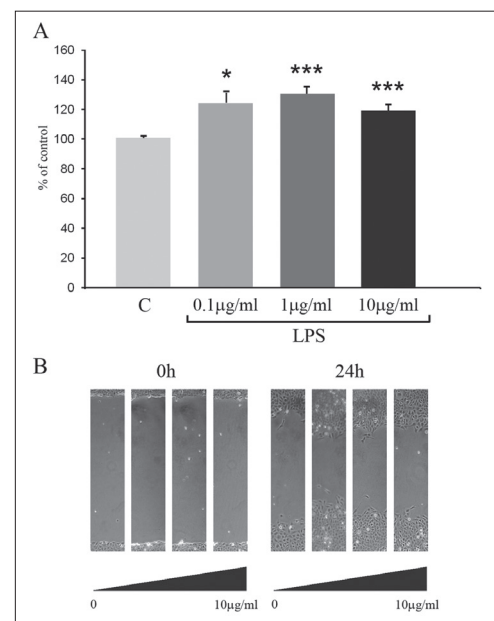 A
160
* *** ***
140
120
100
80
60
40
20
0
% of control
C 0.1μg/ml 1μg/ml 10μg/ml
LPS
B
0h 24h
0 10μg/ml 0 10μg/ml